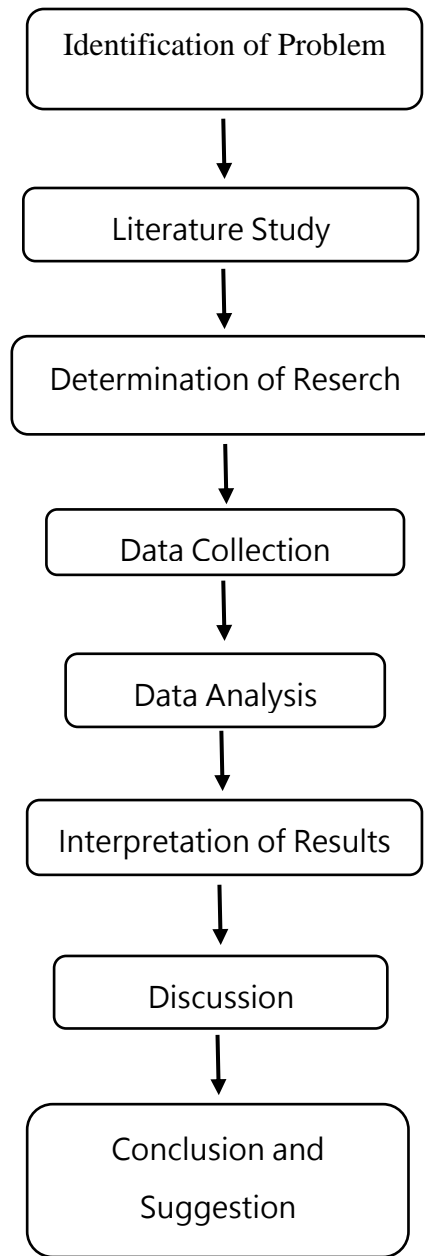 Identification of Problem
Literature Study
Determination of Reserch
Data Collection
Data Analysis
Interpretation of Results
Discussion
Conclusion and
Suggestion